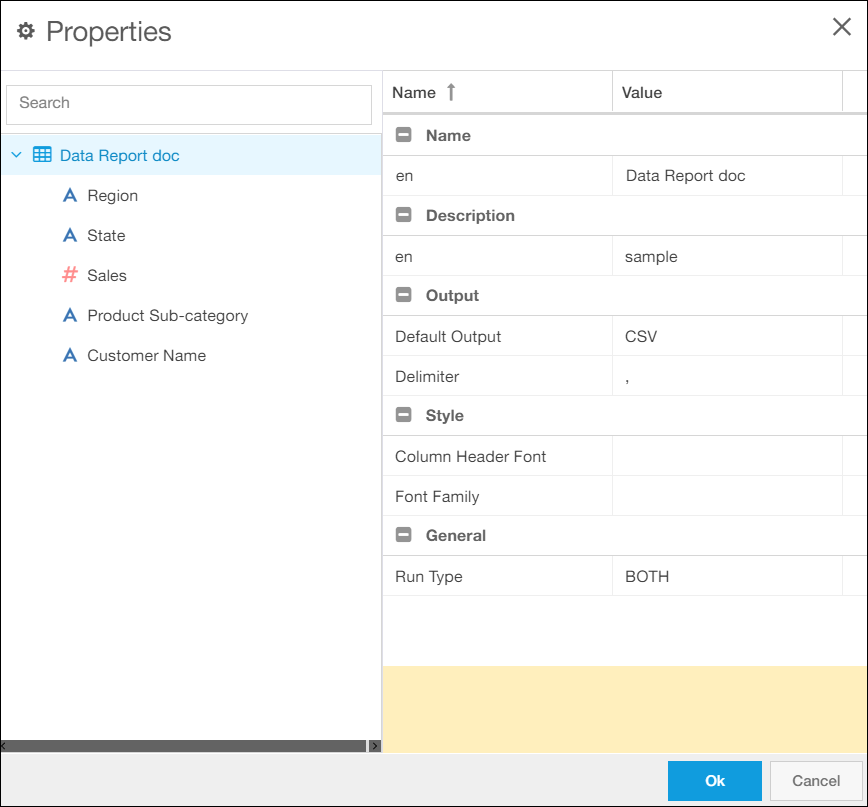 Properties
Search
Data Report doc
Region
State
Sales
Product Sub-category
Customer Name
Name Value
Name
en Data Report doc
Description
en sample
Output
Default Output CSV
Delimiter ,
Style
Column Header Font
Font Family
General
Run Type BOTH
Ok Cancel